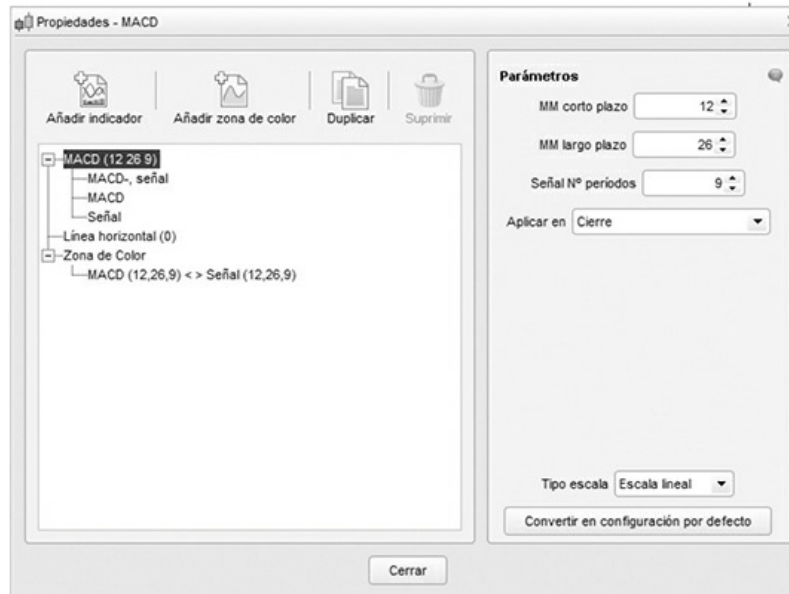 Propiedades - MACD
Añadir indicador
Añadir zona de color
Duplicar
Suprimir
MACD (12 26 9)
MACD-, señal
MACD
Señal
Línea horizontal (0)
Zona de Color
MACD (12,26,9) < > Señal (12,26,9)
Parámetros
MM corto plazo 12
MM largo plazo 26
Señal Nº períodos 9
Aplicar en Cierre
Tipo escala Escala lineal
Convertir en configuración por defecto
Cerrar